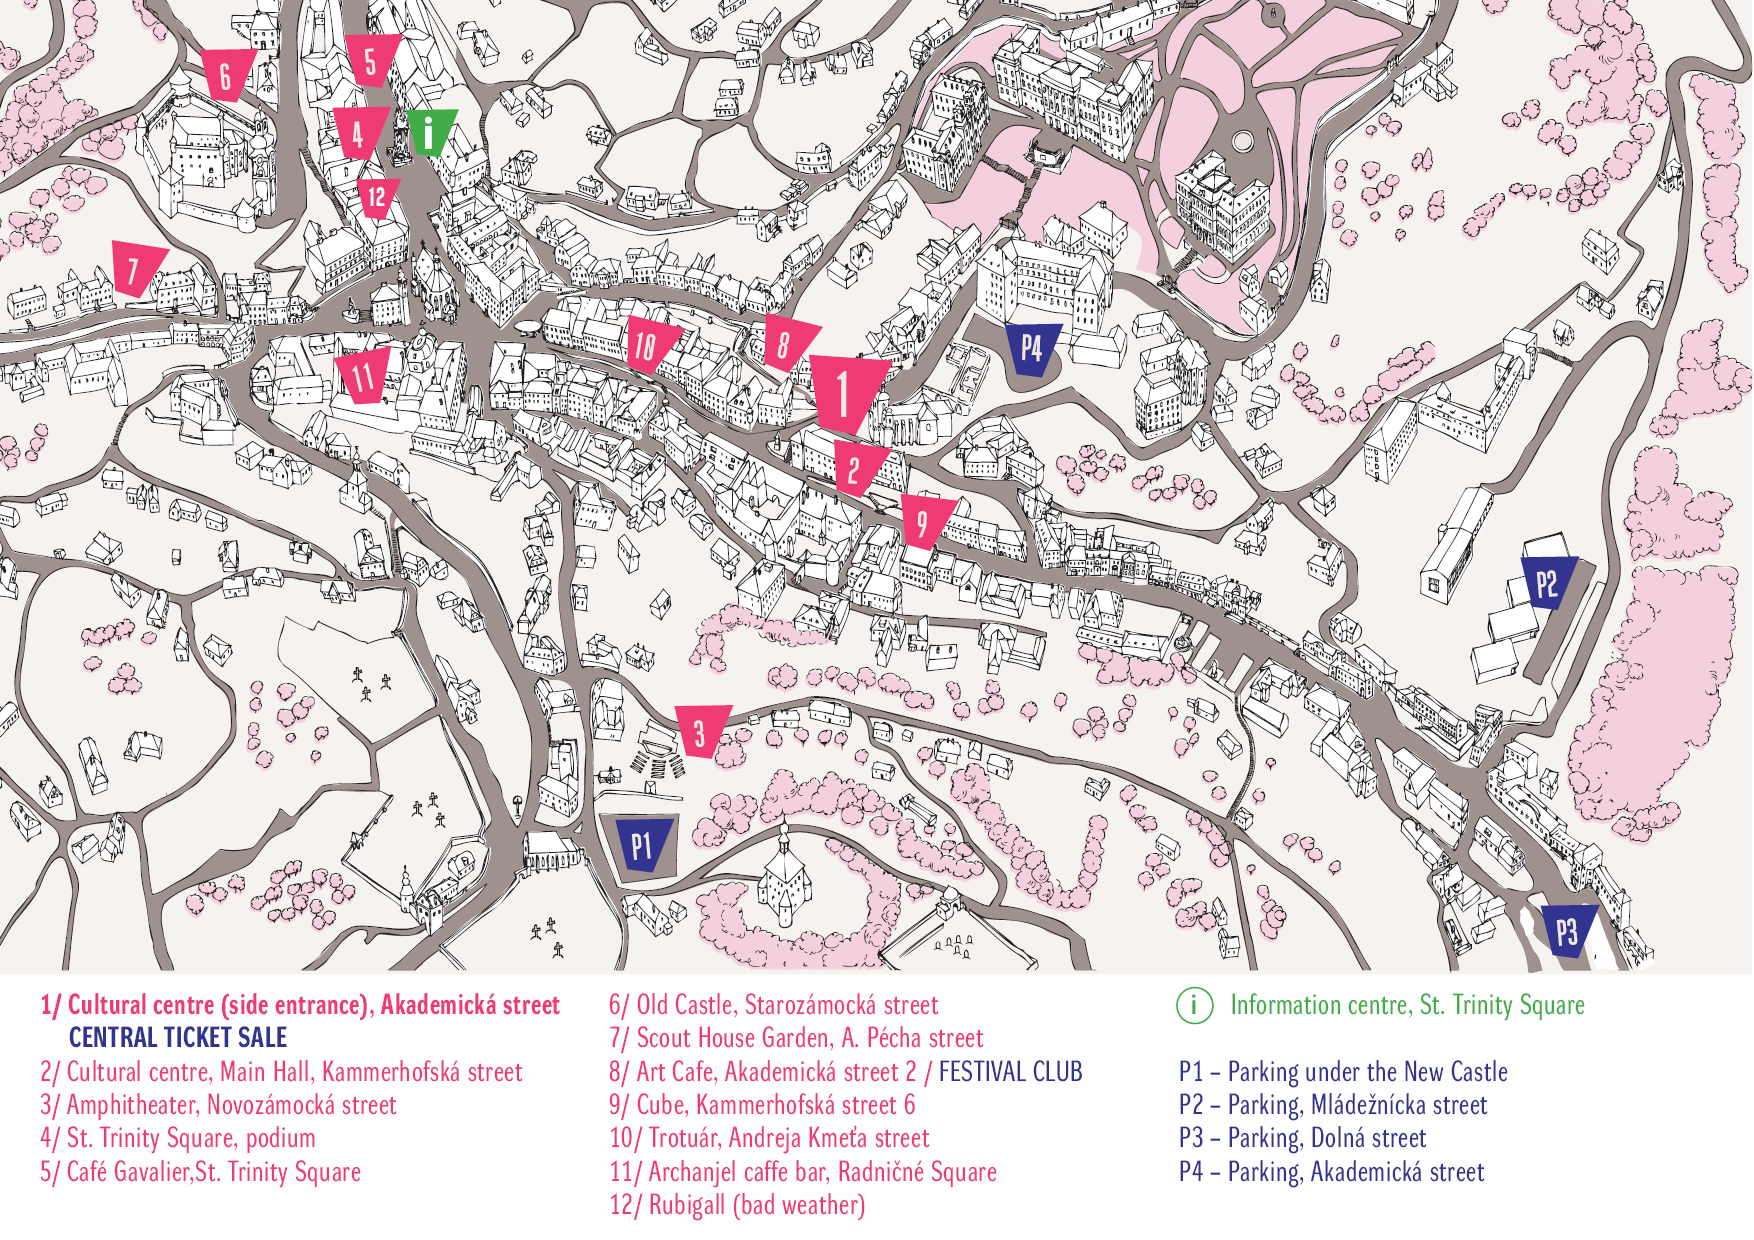 6
5
4
i
12
7
10
8
P4
11
1
2
9
P2
3
P1
P3
1/ Cultural centre (side entrance), Akademická street
CENTRAL TICKET SALE
2/ Cultural centre, Main Hall, Kammerhofská street
3/ Amphitheater, Novozámocká street
4/ St. Trinity Square, podium
5/ Café Gavalier,St. Trinity Square
6/ Old Castle, Starozámocká street
7/ Scout House Garden, A. Pécha street
8/ Art Cafe, Akademická street 2 / FESTIVAL CLUB
9/ Cube, Kammerhofská street 6
10/ Trotuár, Andreja Kmeťa street
11/ Archanjel caffe bar, Radničné Square
12/ Rubigall (bad weather)
i Information centre, St. Trinity Square
P1 – Parking under the New Castle
P2 – Parking, Mládežnícka street
P3 – Parking, Dolná street
P4 – Parking, Akademická street